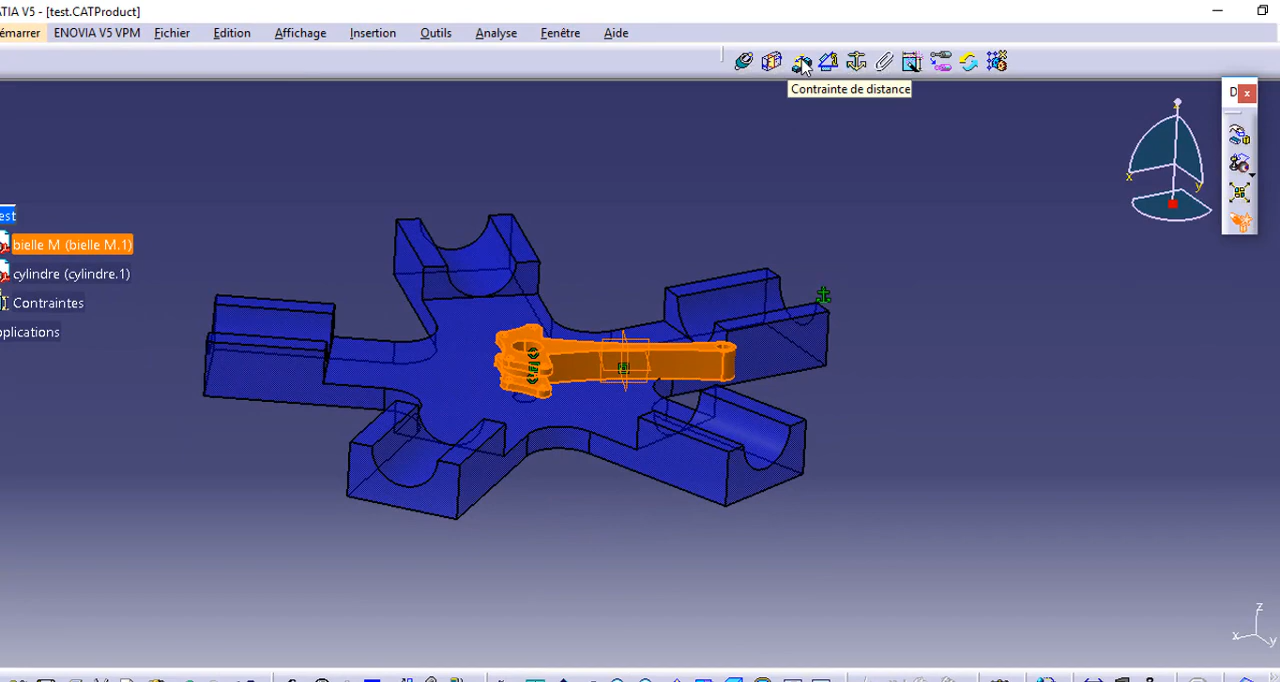 TIA V5 - [test.CATProduct]
émarrer ENOVIA V5 VPM Fichier Edition Affichage Insertion Outils Analyse Fenêtre Aide
Contrainte de distance
D
x
z
x
y
est
bielle M (bielle M.1)
cylindre (cylindre.1)
Contraintes
pplications
z
x
y